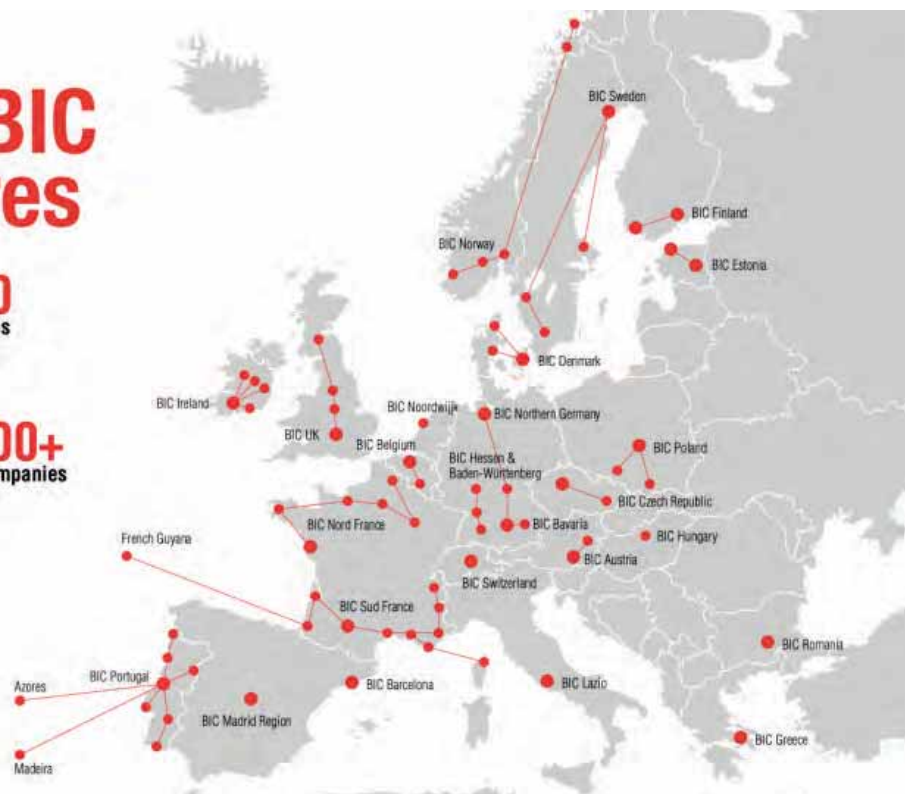 BIC
es
0
s
00+
mpanies
BIC Sweden
BIC Finland
BIC Norway
BIC Estonia
BIC Denmark
BIC Ireland
BIC Noordwijk
BIC Northern Germany
BIC UK
BIC Belgium
BIC Poland
BIC Hessen &
Baden-Würtenberg
BIC Czech Republic
BIC Nord France
BIC Bavaria
BIC Hungary
French Guyana
BIC Austria
BIC Switzerland
BIC Sud France
BIC Romania
BIC Portugal
Azores
BIC Barcelona
BIC Lazio
BIC Madrid Region
BIC Greece
Madeira